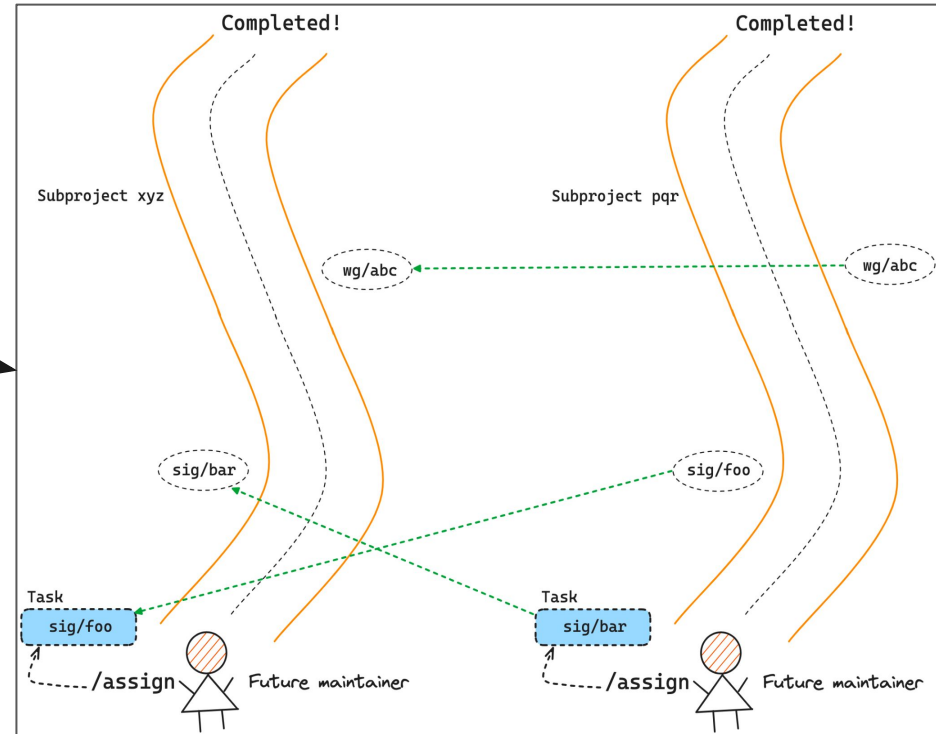 Completed!
Completed!
Subproject xyz
Subproject pqr
wg/abc
wg/abc
sig/bar
sig/foo
Task
sig/foo
Task
sig/bar
/assign
Future maintainer
/assign
Future maintainer